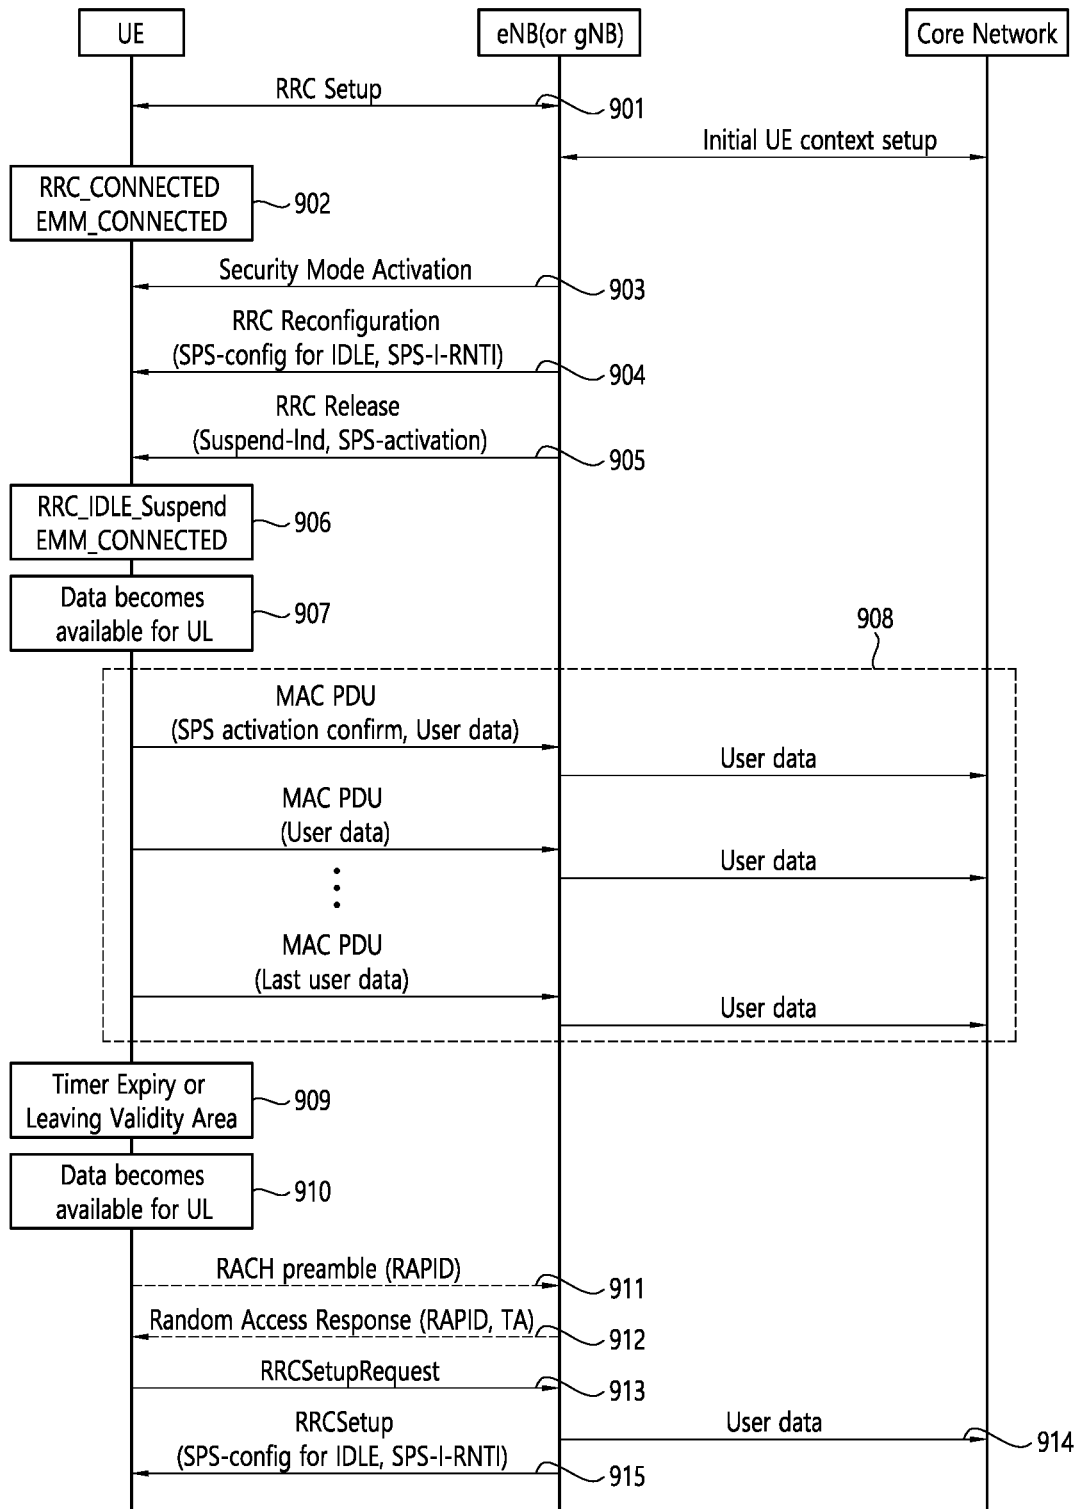 UE
eNB(or gNB)
Core Network
RRC Setup
901
Initial UE context setup
RRC_CONNECTED
EMM_CONNECTED
902
Security Mode Activation
903
RRC Reconfiguration
(SPS-config for IDLE, SPS-I-RNTI)
904
RRC Release
(Suspend-Ind, SPS-activation)
905
RRC_IDLE_Suspend
EMM_CONNECTED
906
Data becomes
available for UL
907
908
MAC PDU
(SPS activation confirm, User data)
User data
MAC PDU
(User data)
User data
MAC PDU
(Last user data)
User data
Timer Expiry or
Leaving Validity Area
909
Data becomes
available for UL
910
RACH preamble (RAPID)
911
Random Access Response (RAPID, TA)
912
RRCSetupRequest
913
RRCSetup
(SPS-config for IDLE, SPS-I-RNTI)
User data
914
915